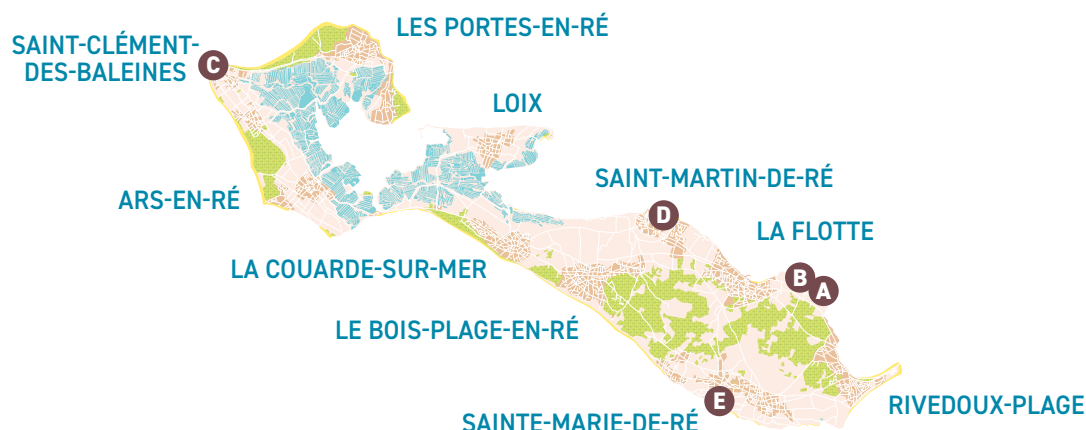 LES PORTES-EN-RÉ
SAINT-CLÉMENT-
DES-BALEINES
C
LOIX
SAINT-MARTIN-DE-RÉ
ARS-EN-RÉ
D
LA FLOTTE
LA COUARDE-SUR-MER
B
A
LE BOIS-PLAGE-EN-RÉ
E
RIVEDOUX-PLAGE
SAINTE-MARIE-DE-RÉ